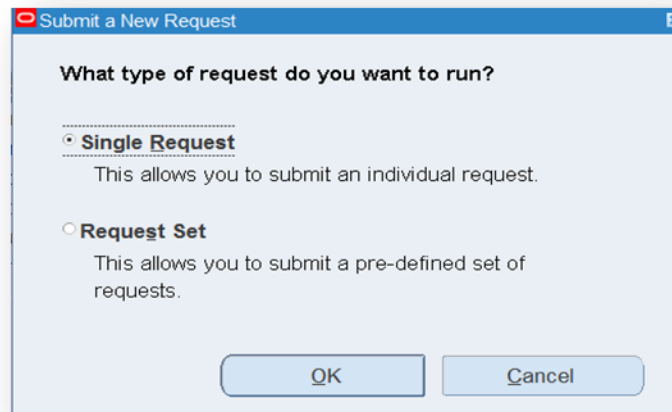 Submit a New Request
What type of request do you want to run?
Single Request
This allows you to submit an individual request.
Request Set
This allows you to submit a pre-defined set of
requests.
OK
Cancel